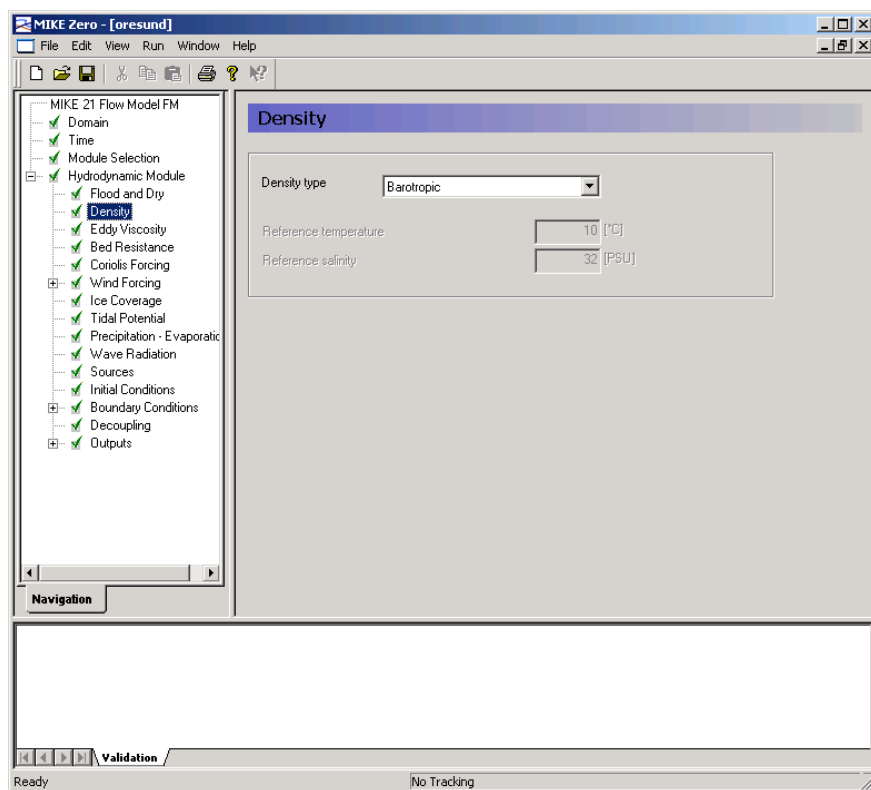 MIKE Zero - [oresund]
File Edit View Run Window Help
MIKE 21 Flow Model FM
Domain
Time
Module Selection
Hydrodynamic Module
Flood and Dry
Density
Eddy Viscosity
Bed Resistance
Coriolis Forcing
Wind Forcing
Ice Coverage
Tidal Potential
Precipitation - Evaporatic
Wave Radiation
Sources
Initial Conditions
Boundary Conditions
Decoupling
Outputs
Navigation
Density
Density type Barotropic
Reference temperature 10 [°C]
Reference salinity 32 [PSU]
Validation
Ready No Tracking